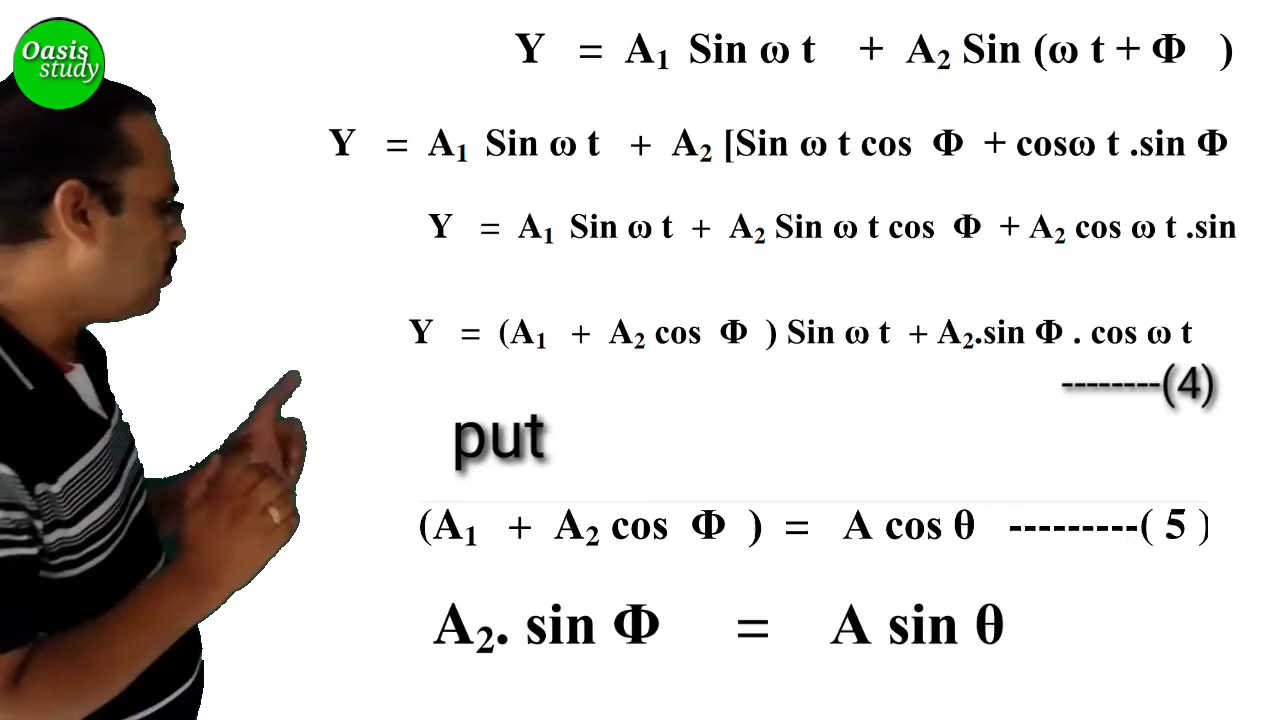 Oasis
study
Y = A₁ Sin ω t + A₂ Sin (ω t + Φ )
Y = A₁ Sin ω t + A₂ [Sin ω t cos Φ + cosω t .sin Φ
Y = A₁ Sin ω t + A₂ Sin ω t cos Φ + A₂ cos ω t .sin
Y = (A₁ + A₂ cos Φ ) Sin ω t + A₂.sin Φ . cos ω t
--------(4)
put
(A₁ + A₂ cos Φ ) = A cos θ ---------( 5 )
A₂. sin Φ = A sin θ